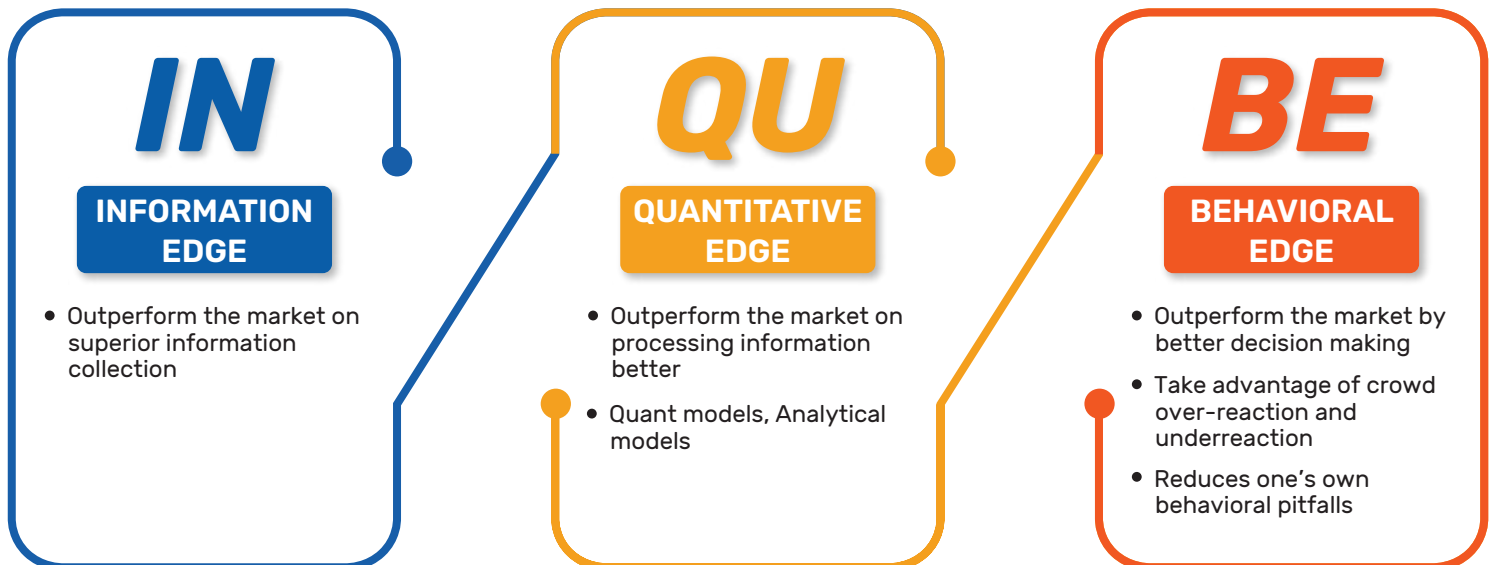 IN
INFORMATION
EDGE
• Outperform the market on
superior information
collection
QU
QUANTITATIVE
EDGE
• Outperform the market on
processing information
better
• Quant models, Analytical
models
BE
BEHAVIORAL
EDGE
• Outperform the market by
better decision making
• Take advantage of crowd
over-reaction and
underreaction
• Reduces one’s own
behavioral pitfalls